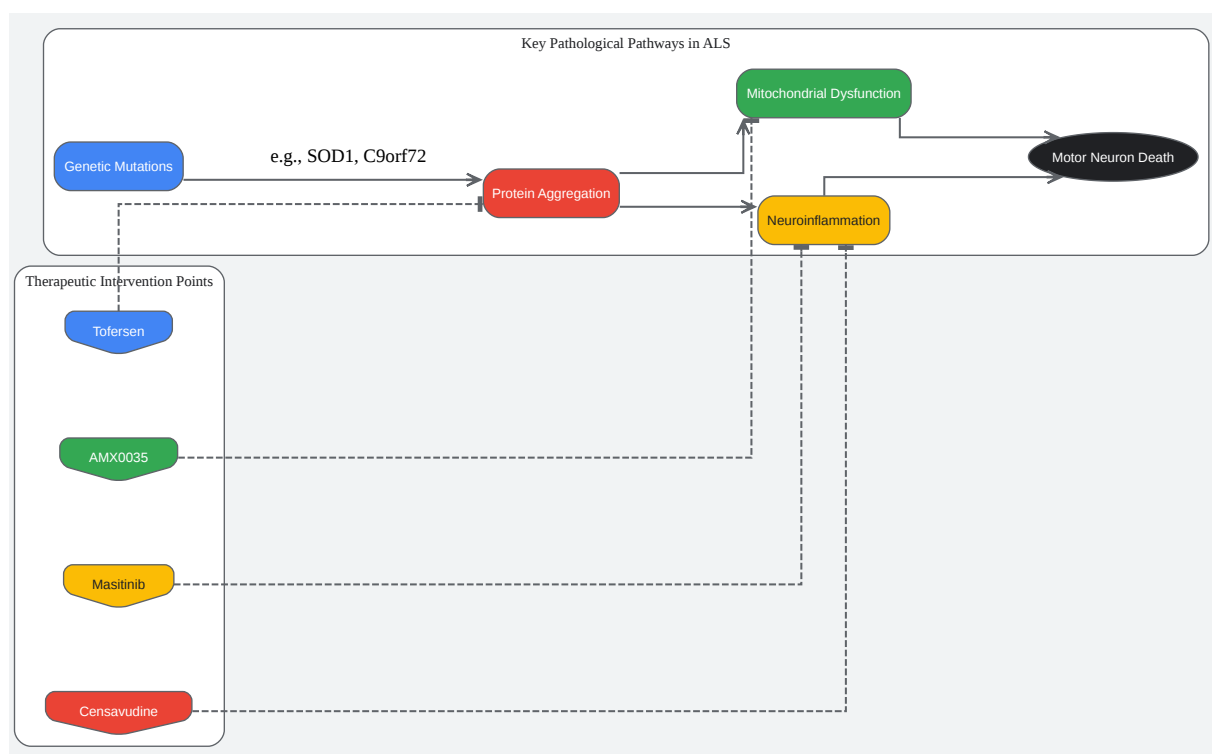 Key Pathological Pathways in ALS
Mitochondrial Dysfunction
e.g., SOD1, C9orf72
Genetic Mutations
Motor Neuron Death
Protein Aggregation
Neuroinflammation
Therapeutic Intervention Points
Tofersen
AMX0035
Masitinib
Censavudine